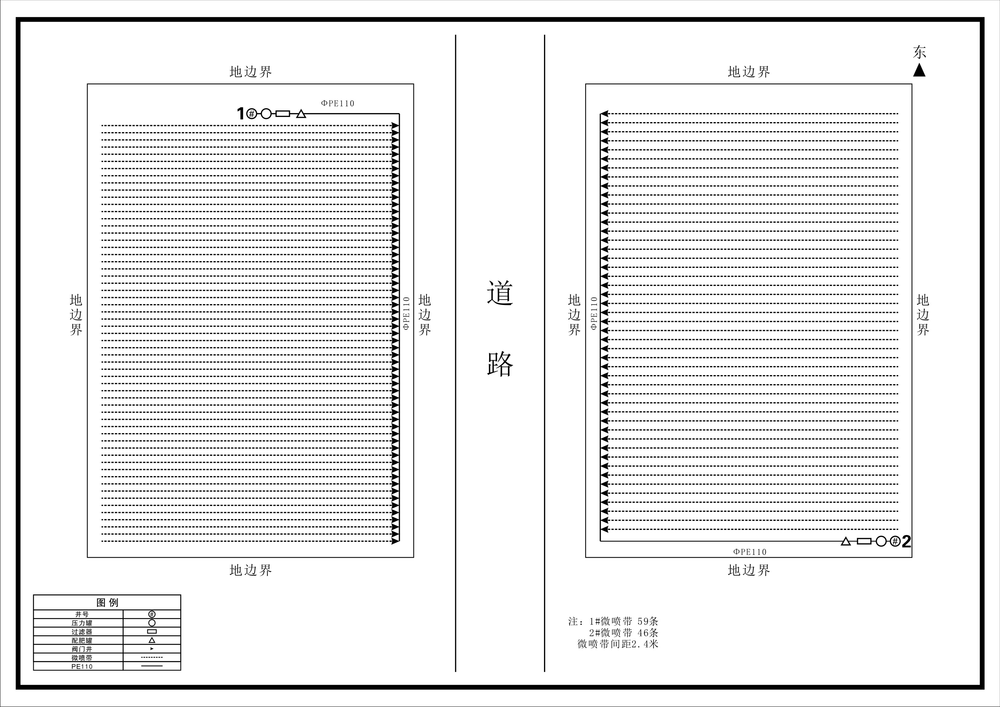 东
地边界
地边界
ΦPE110
1#
地边界
ΦPE110
地边界
道路
地边界
ΦPE110
地边界
#2
ΦPE110
地边界
地边界
图例
井号 #
压力罐
过滤器
配肥罐
阀门井
微喷带
PE110
注：1#微喷带 59条
2#微喷带 46条
微喷带间距2.4米